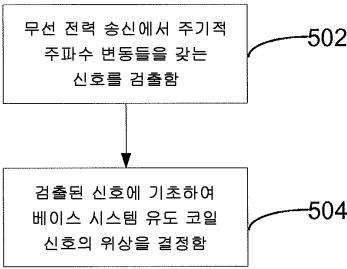 무선 전력 송신에서 주기적
주파수 변동들을 갖는
신호를 검출함
502
검출된 신호에 기초하여
베이스 시스템 유도 코일
신호의 위상을 결정함
504